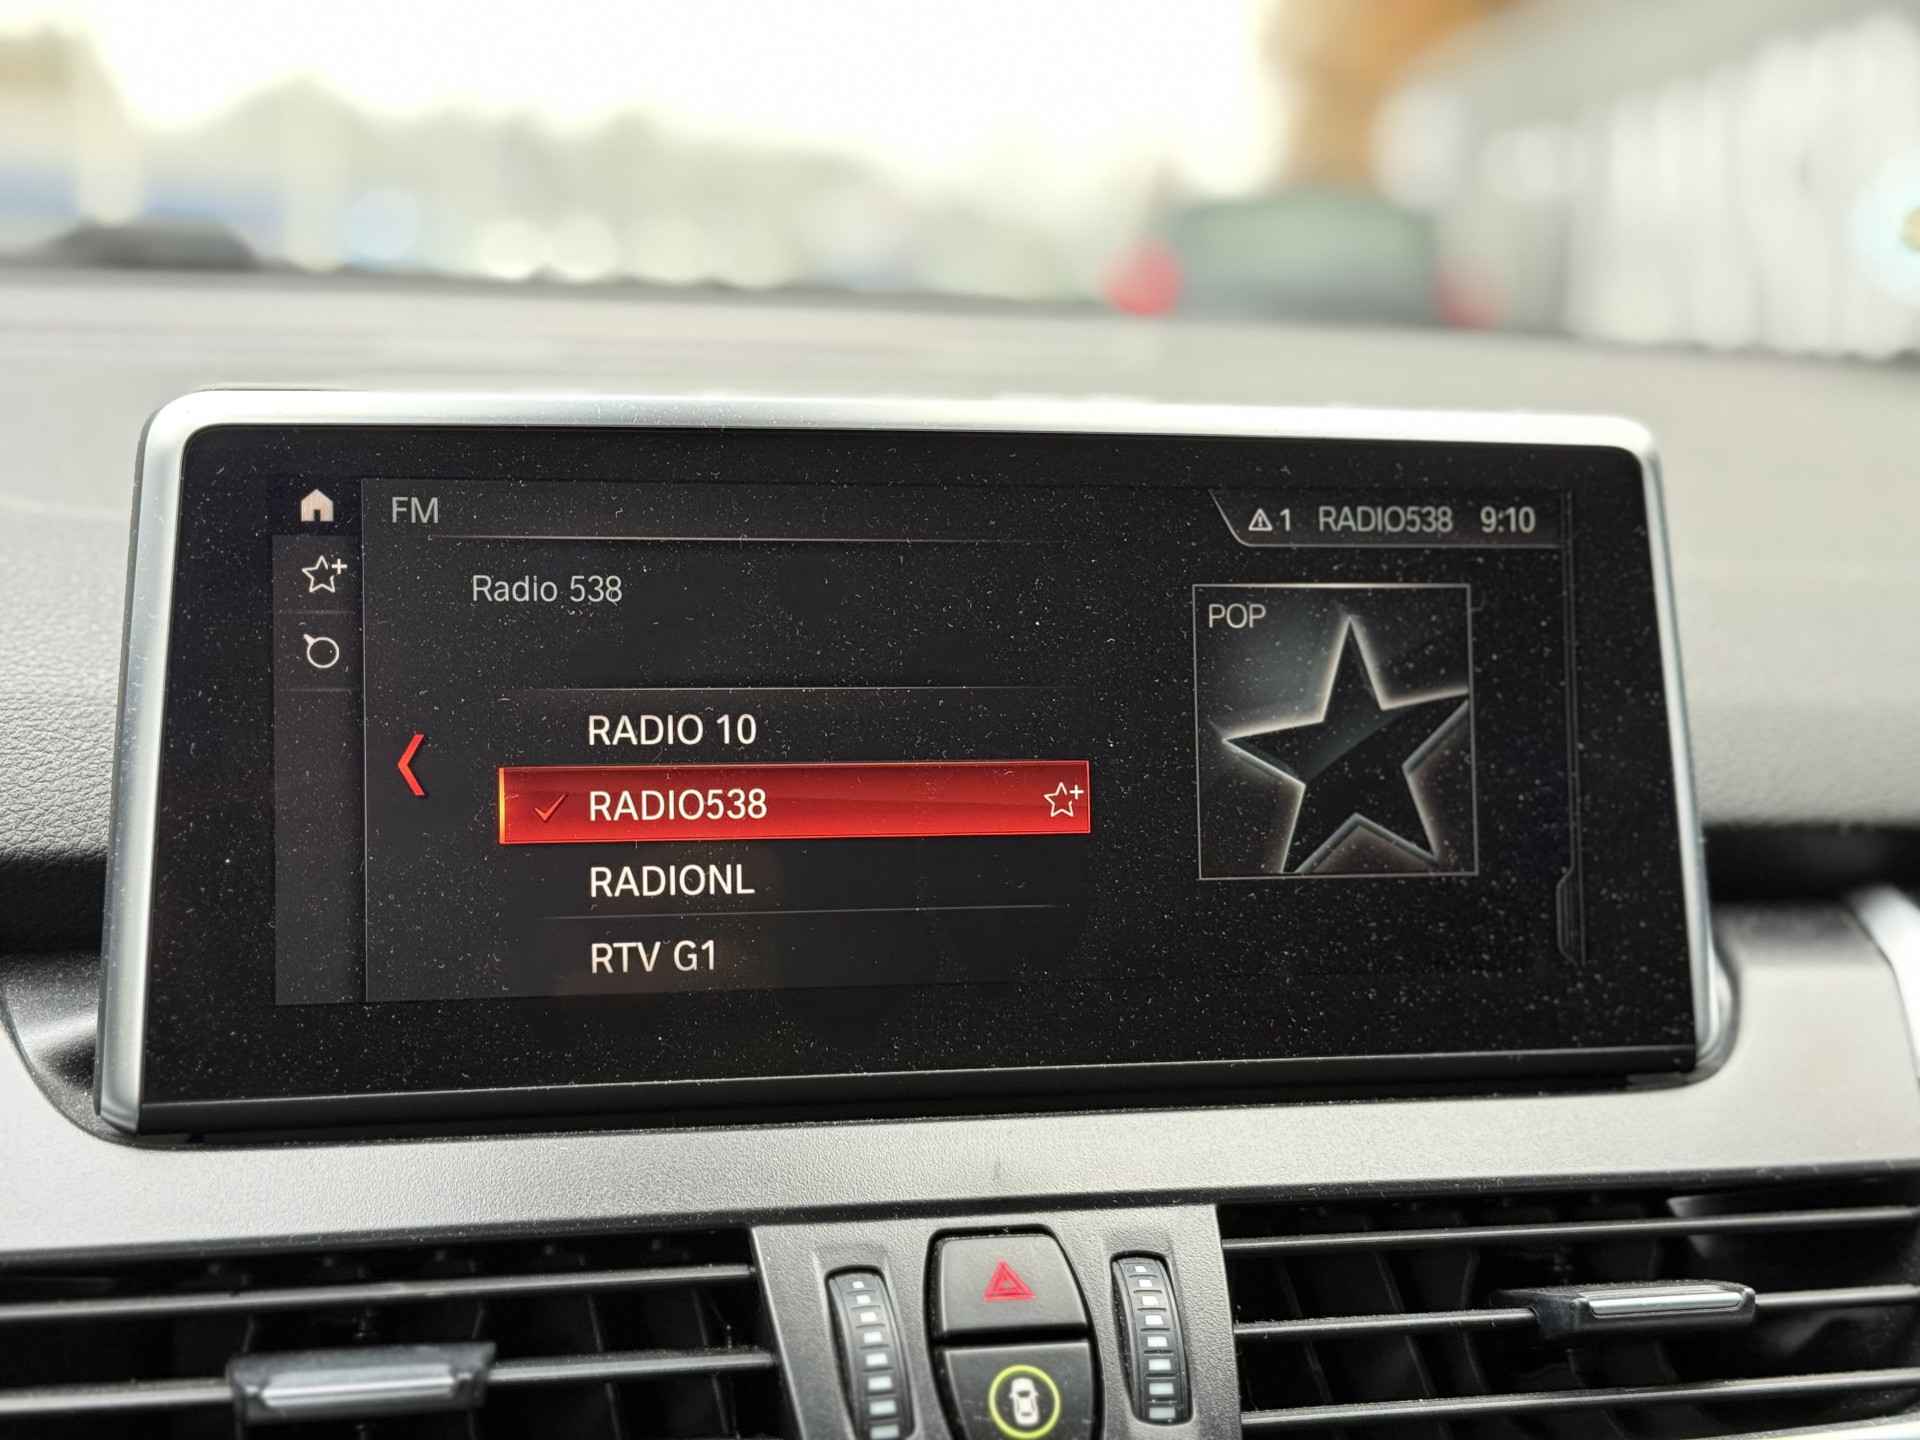 FM
1 RADIO538 9:10
Radio 538
POP
RADIO 10
RADIO538
RADIONL
RTV G1